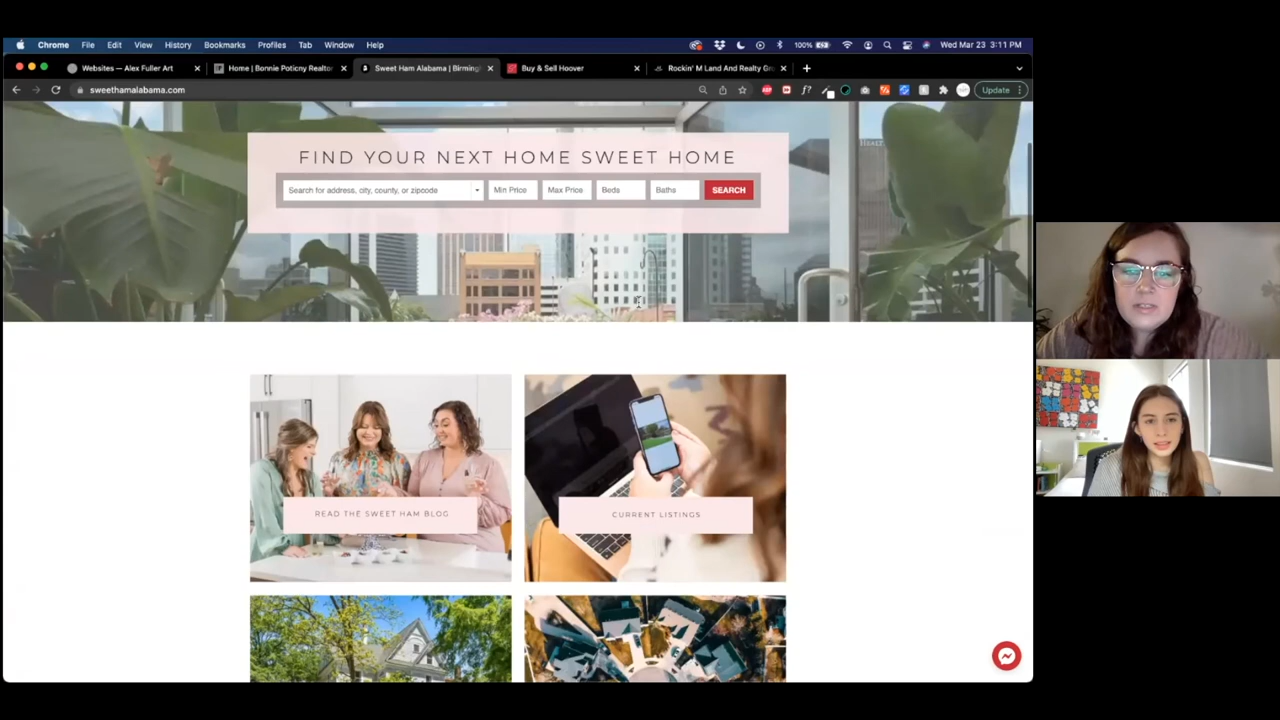 Chrome File Edit View History Bookmarks Profiles Tab Window Help 100% Wed Mar 23 3:11 PM
Websites — Alex Fuller Art Home | Bonnie Poticny Realtor Sweet Ham Alabama | Birming Buy & Sell Hoover Rockin' M Land And Realty Gr
sweethamalabama.com Update
FIND YOUR NEXT HOME SWEET HOME
Search for address, city, county, or zipcode Min Price Max Price Beds Baths SEARCH
READ THE SWEET HAM BLOG
CURRENT LISTINGS